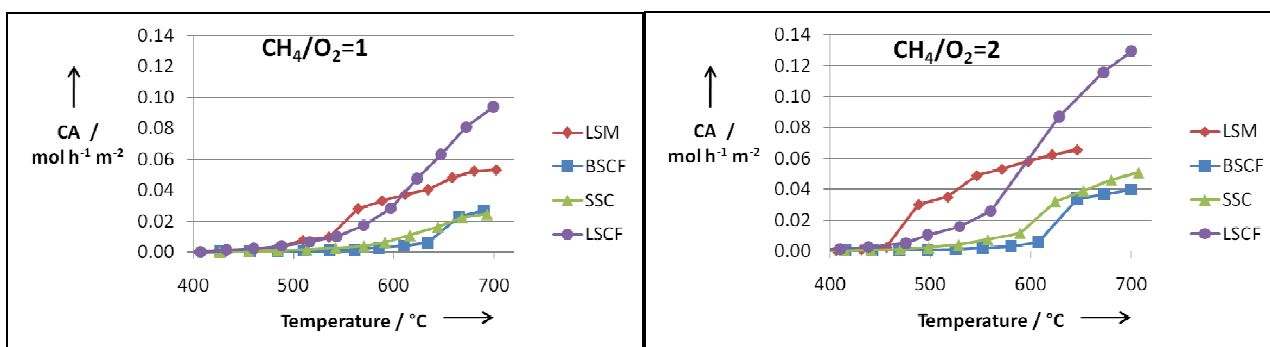 CH₄/O₂=1
CA /
mol h⁻¹ m⁻²
0.14
0.12
0.10
0.08
0.06
0.04
0.02
0.00
400 500 600 700
Temperature / °C
LSM
BSCF
SSC
LSCF
CH₄/O₂=2
CA /
mol h⁻¹ m⁻²
0.14
0.12
0.10
0.08
0.06
0.04
0.02
0.00
400 500 600 700
Temperature / °C
LSM
BSCF
SSC
LSCF